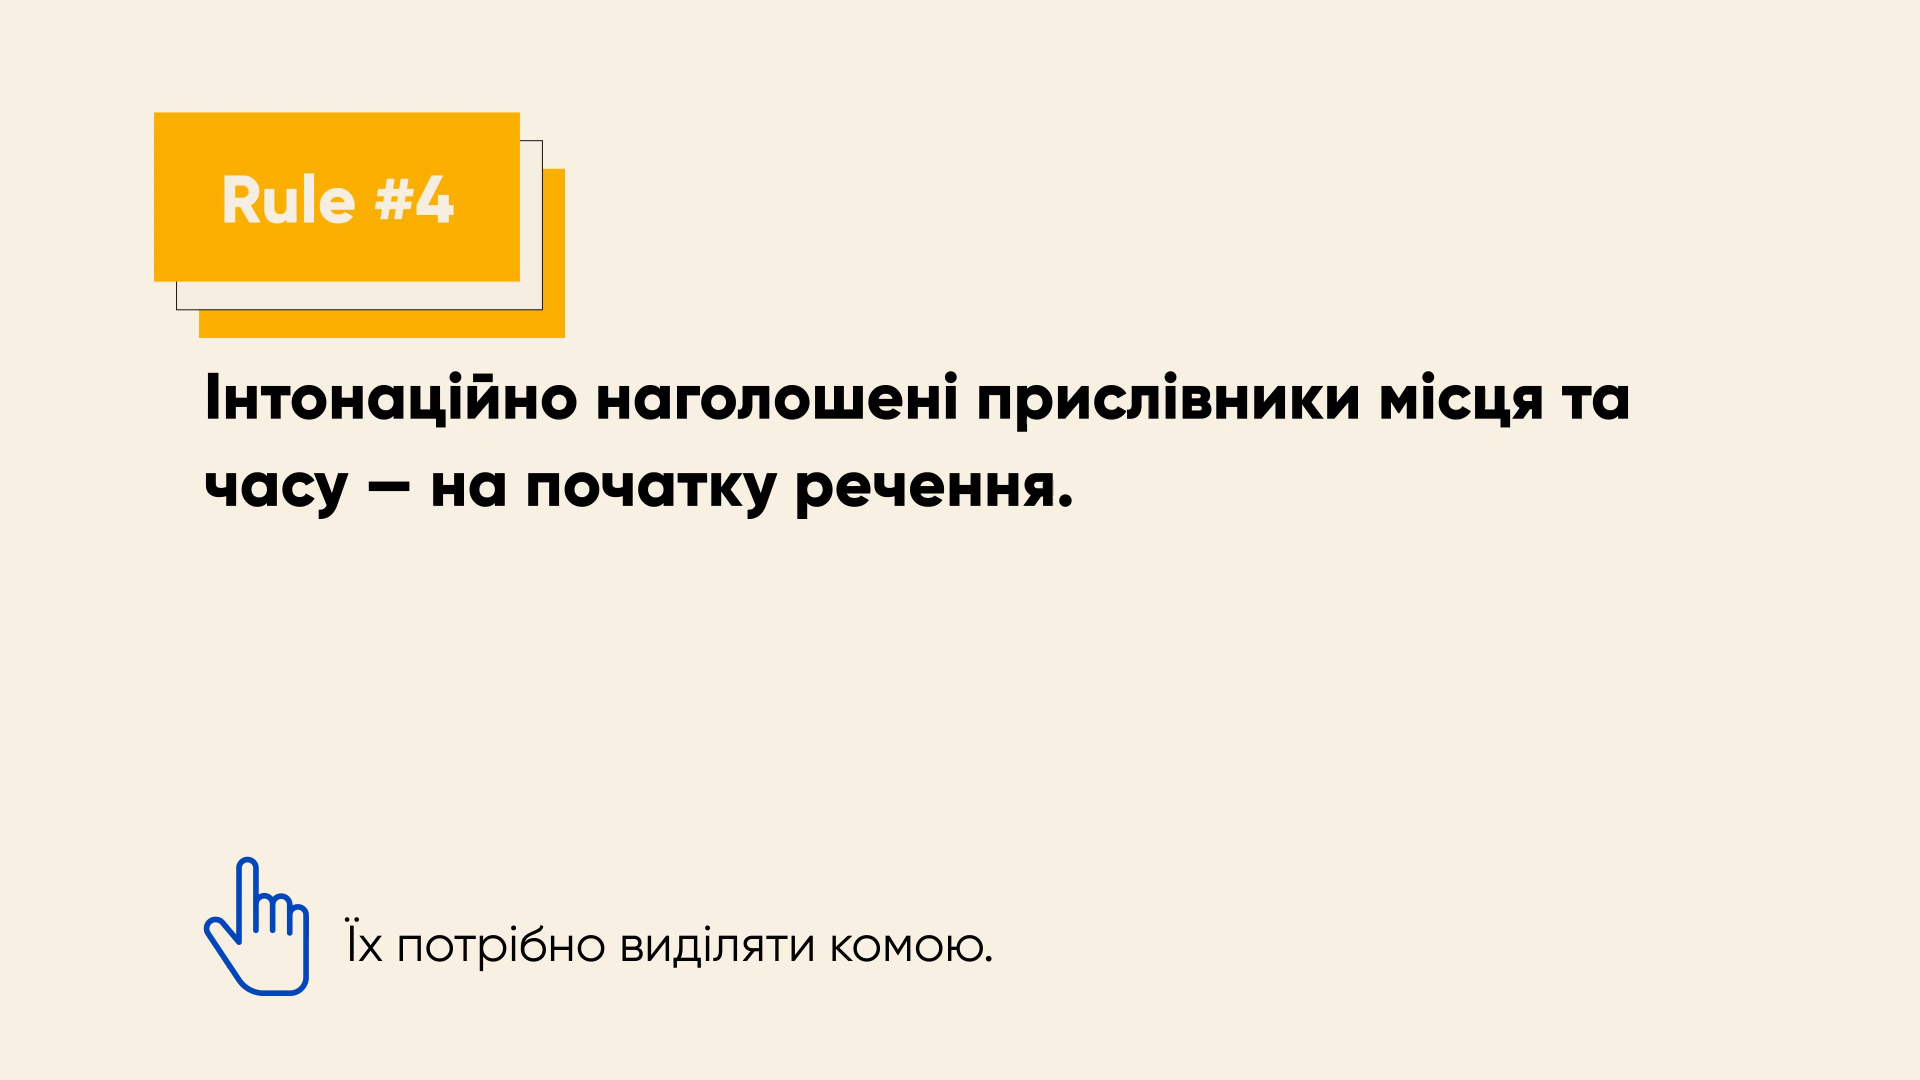 Rule #4
Інтонаційно наголошені прислівники місця та
часу — на початку речення.
Їх потрібно виділяти комою.